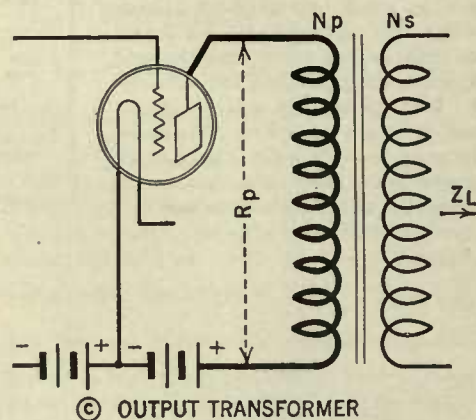 Np Ns
Rp
ZL
- + - +
© OUTPUT TRANSFORMER